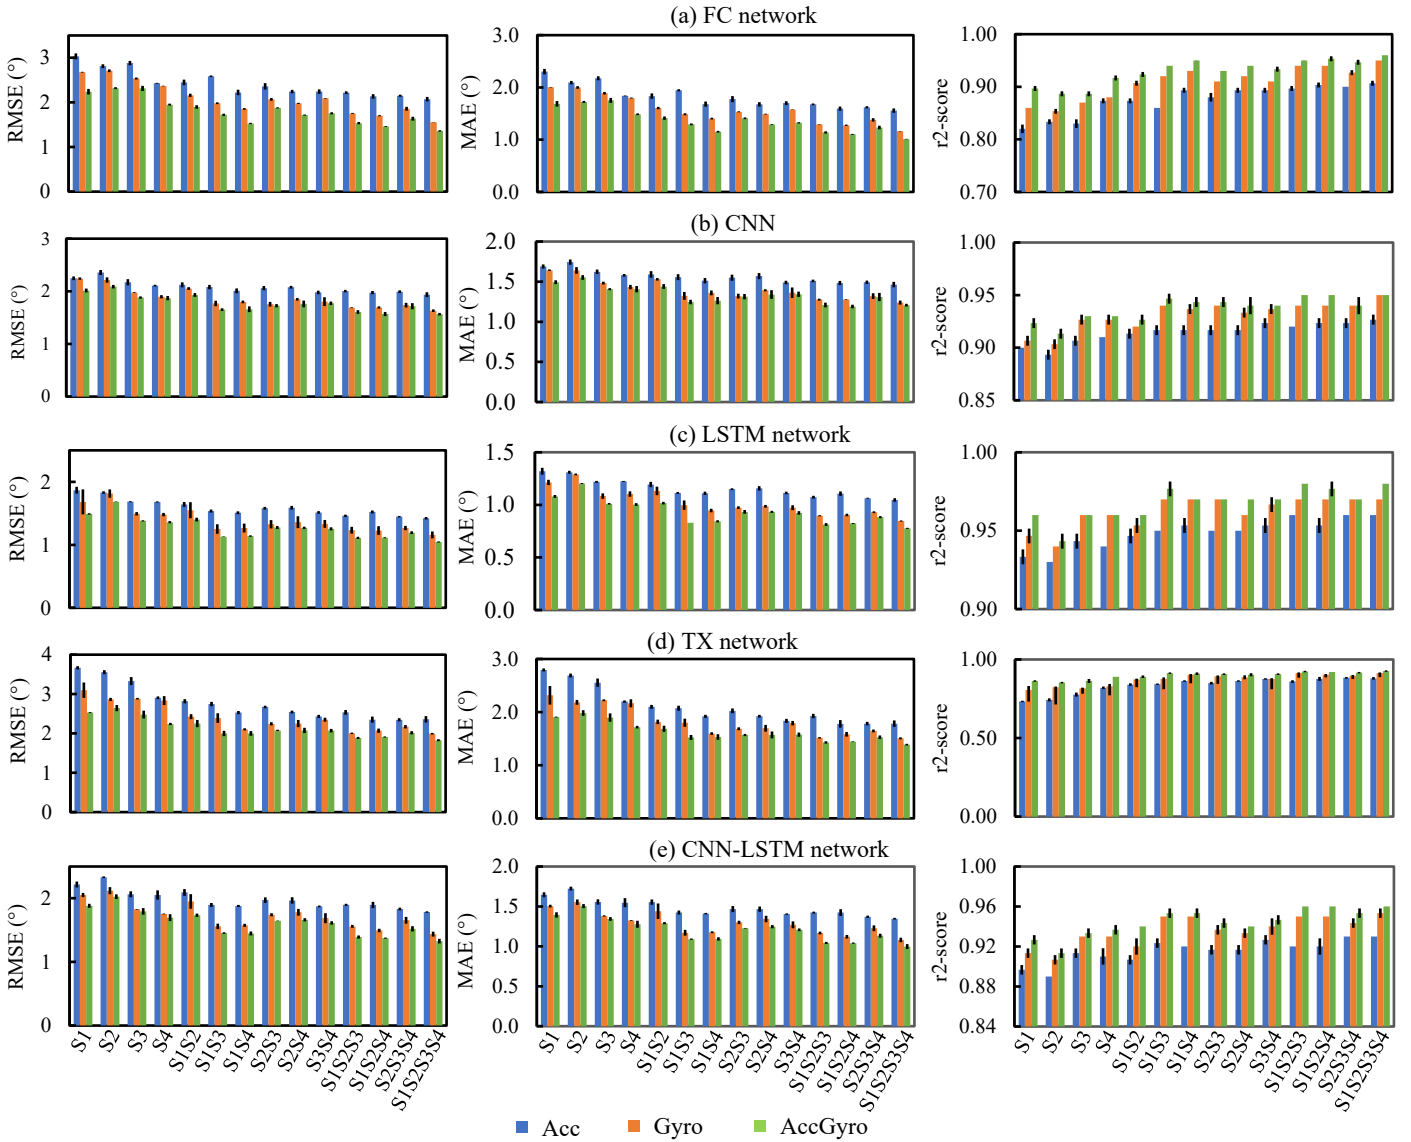 (a) FC network
RMSE (°)
3
2
1
0
MAE (°)
3.0
2.0
1.0
0.0
r2-score
1.00
0.90
0.80
0.70
(b) CNN
RMSE (°)
3
2
1
0
MAE (°)
2.0
1.5
1.0
0.5
0.0
r2-score
1.00
0.95
0.90
0.85
(c) LSTM network
RMSE (°)
2
1
0
MAE (°)
1.5
1.0
0.5
0.0
r2-score
1.00
0.95
0.90
(d) TX network
RMSE (°)
4
3
2
1
0
MAE (°)
3.0
2.0
1.0
0.0
r2-score
1.00
0.50
0.00
(e) CNN-LSTM network
RMSE (°)
2
1
0
MAE (°)
2.0
1.5
1.0
0.5
0.0
r2-score
1.00
0.96
0.92
0.88
0.84
S1 S2 S3 S4 S1S2 S1S3 S1S4 S2S3 S2S4 S3S4 S1S2S3 S1S2S4 S2S3S4 S1S2S3S4
S1 S2 S3 S4 S1S2 S1S3 S1S4 S2S3 S2S4 S3S4 S1S2S3 S1S2S4 S2S3S4 S1S2S3S4
S1 S2 S3 S4 S1S2 S1S3 S1S4 S2S3 S2S4 S3S4 S1S2S3 S1S2S4 S2S3S4 S1S2S3S4
Acc Gyro AccGyro